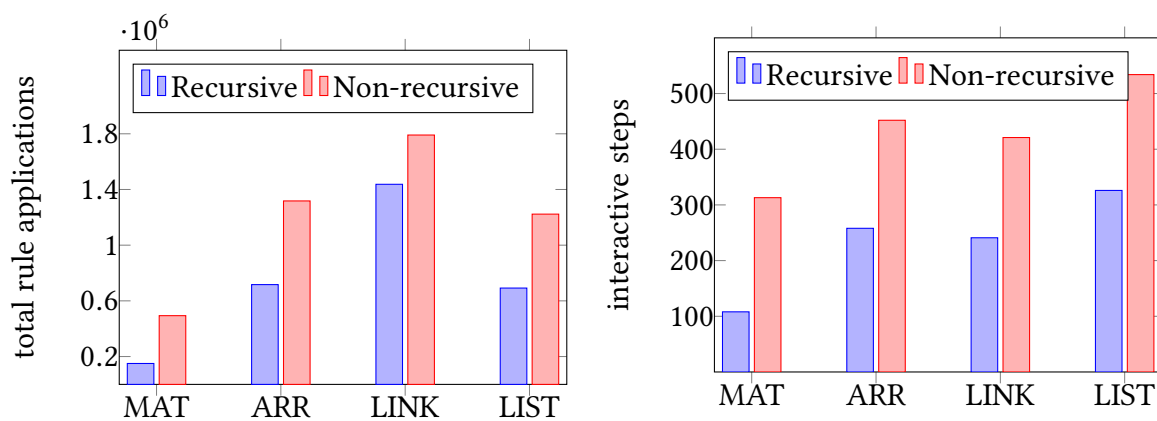 ·10⁶
Recursive Non-recursive
total rule applications
1.8
1.4
1
0.6
0.2
MAT ARR LINK LIST
Recursive Non-recursive
interactive steps
500
400
300
200
100
MAT ARR LINK LIST